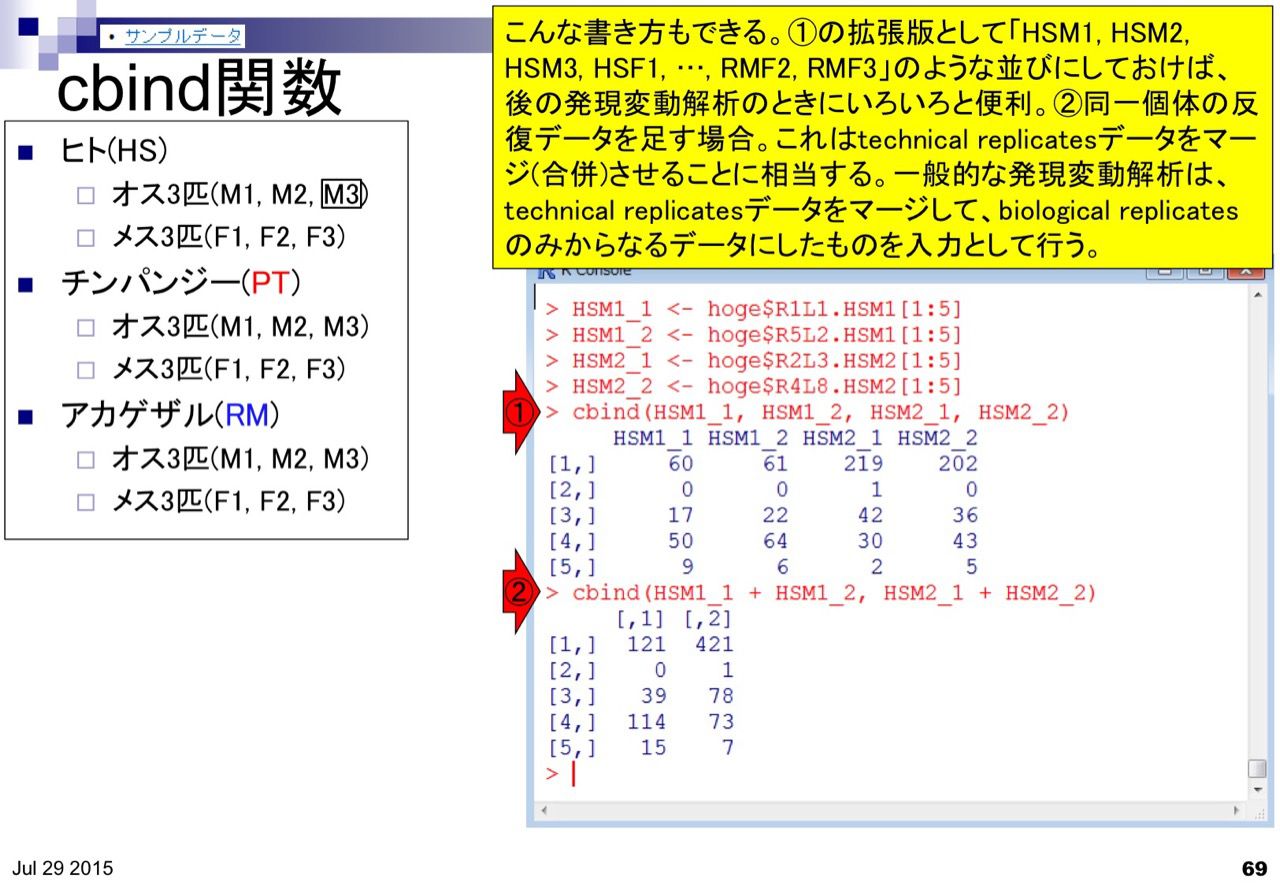 • サンプルデータ
cbind関数
こんな書き方もできる。①の拡張版として「HSM1, HSM2,
HSM3, HSF1, …, RMF2, RMF3」のような並びにしておけば、
後の発現変動解析のときにいろいろと便利。②同一個体の反
復データを足す場合。これはtechnical replicatesデータをマー
ジ(合併)させることに相当する。一般的な発現変動解析は、
technical replicatesデータをマージして、biological replicates
のみからなるデータにしたものを入力として行う。
ヒト(HS)
オス3匹(M1, M2, M3)
メス3匹(F1, F2, F3)
チンパンジー(PT)
オス3匹(M1, M2, M3)
メス3匹(F1, F2, F3)
アカゲザル(RM)
オス3匹(M1, M2, M3)
メス3匹(F1, F2, F3)
R Console
> HSM1_1 <- hoge$R1L1.HSM1[1:5]
> HSM1_2 <- hoge$R5L2.HSM1[1:5]
> HSM2_1 <- hoge$R2L3.HSM2[1:5]
> HSM2_2 <- hoge$R4L8.HSM2[1:5]
① > cbind(HSM1_1, HSM1_2, HSM2_1, HSM2_2)
HSM1_1 HSM1_2 HSM2_1 HSM2_2
[1,] 60 61 219 202
[2,] 0 0 1 0
[3,] 17 22 42 36
[4,] 50 64 30 43
[5,] 9 6 2 5
② > cbind(HSM1_1 + HSM1_2, HSM2_1 + HSM2_2)
[,1] [,2]
[1,] 121 421
[2,] 0 1
[3,] 39 78
[4,] 114 73
[5,] 15 7
>
Jul 29 2015
69